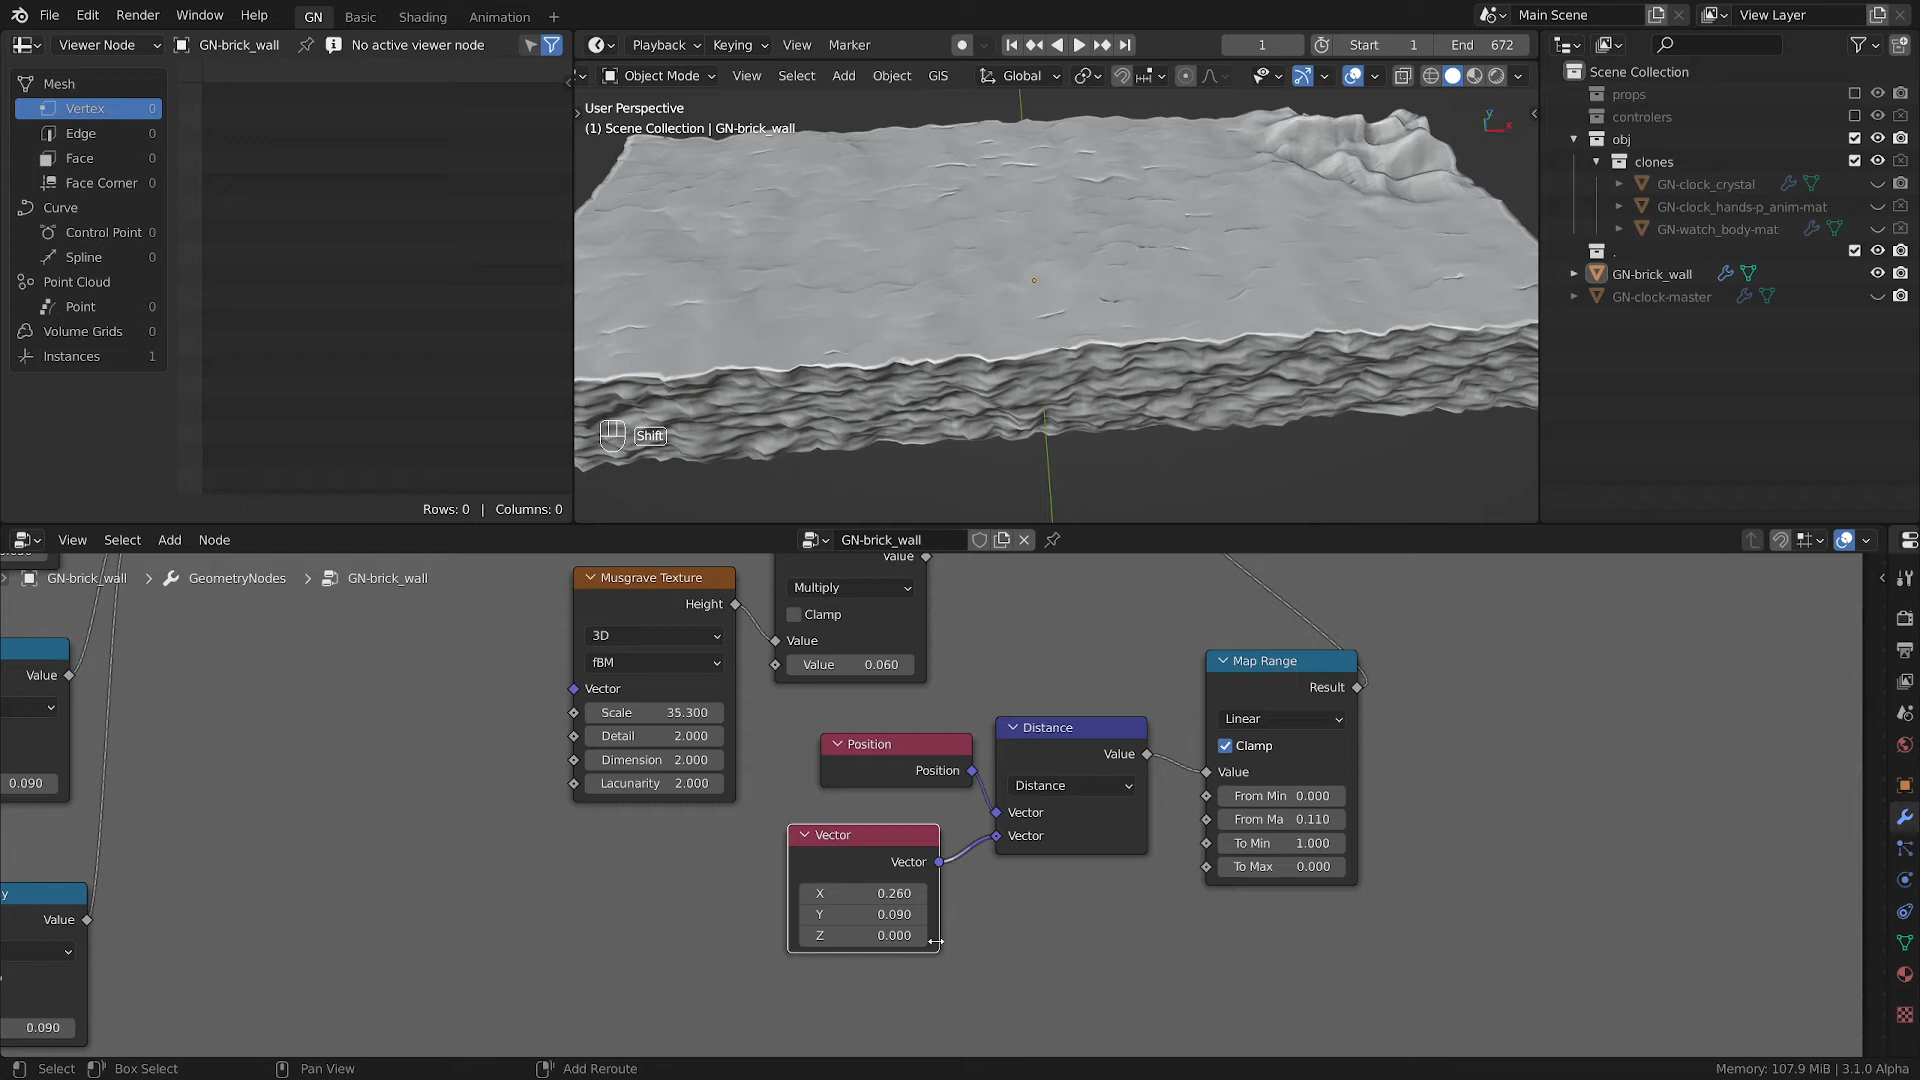 File Edit Render Window Help GN Basic Shading Animation + Main Scene View Layer
Viewer Node GN-brick_wall No active viewer node Playback Keying View Marker 1 Start 1 End 672
Object Mode View Select Add Object GIS Global
Mesh
Vertex 0
Edge 0
Face 0
Face Corner 0
Curve
Control Point 0
Spline 0
Point Cloud
Point 0
Volume Grids 0
Instances 1
Rows: 0 | Columns: 0
User Perspective
(1) Scene Collection | GN-brick_wall
Y
X
Shift
Scene Collection
props
controlers
obj
clones
GN-clock_crystal
GN-clock_hands-p_anim-mat
GN-watch_body-mat
.
GN-brick_wall
GN-clock-master
View Select Add Node GN-brick_wall
GN-brick_wall > GeometryNodes > GN-brick_wall
Value
0.090
y
Value
0.090
Musgrave Texture
Height
3D
fBM
Vector
Scale 35.300
Detail 2.000
Dimension 2.000
Lacunarity 2.000
Value
Multiply
Clamp
Value
Value 0.060
Position
Position
Vector
Vector
X 0.260
Y 0.090
Z 0.000
Distance
Value
Distance
Vector
Vector
Map Range
Result
Linear
Clamp
Value
From Min 0.000
From Ma 0.110
To Min 1.000
To Max 0.000
Select Box Select Pan View Add Reroute Memory: 107.9 MiB | 3.1.0 Alpha